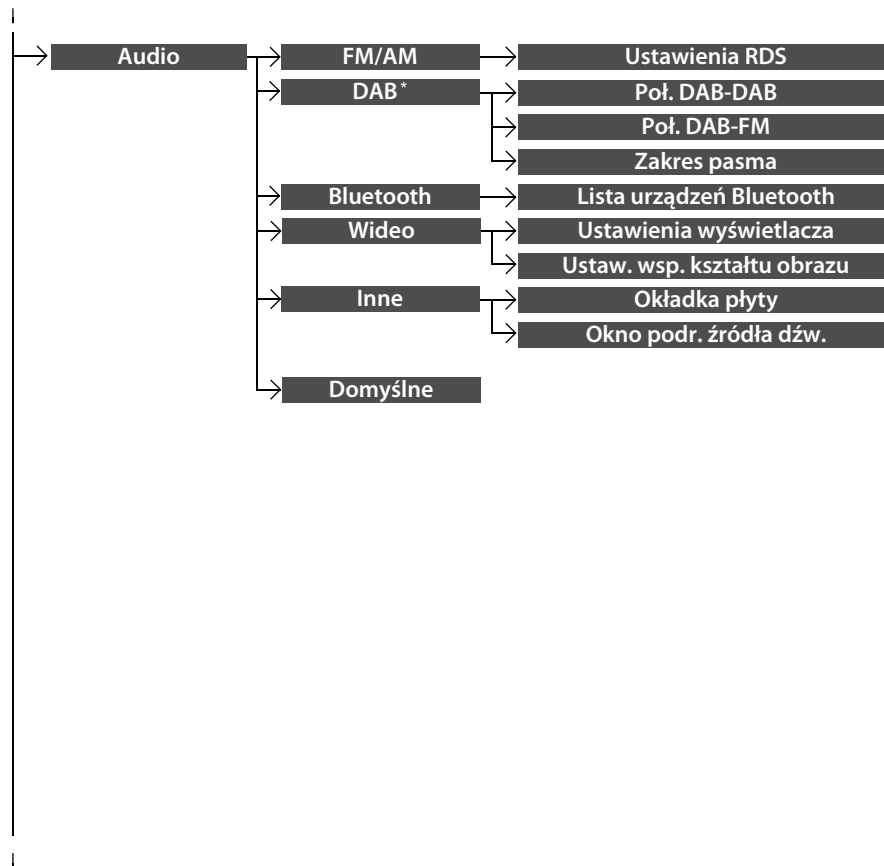 Audio FM/AM Ustawienia RDS
DAB* Poł. DAB-DAB
Poł. DAB-FM
Zakres pasma
Bluetooth Lista urządzeń Bluetooth
Wideo Ustawienia wyświetlacza
Ustaw. wsp. kształtu obrazu
Inne Okładka płyty
Okno podr. źródła dźw.
Domyślne